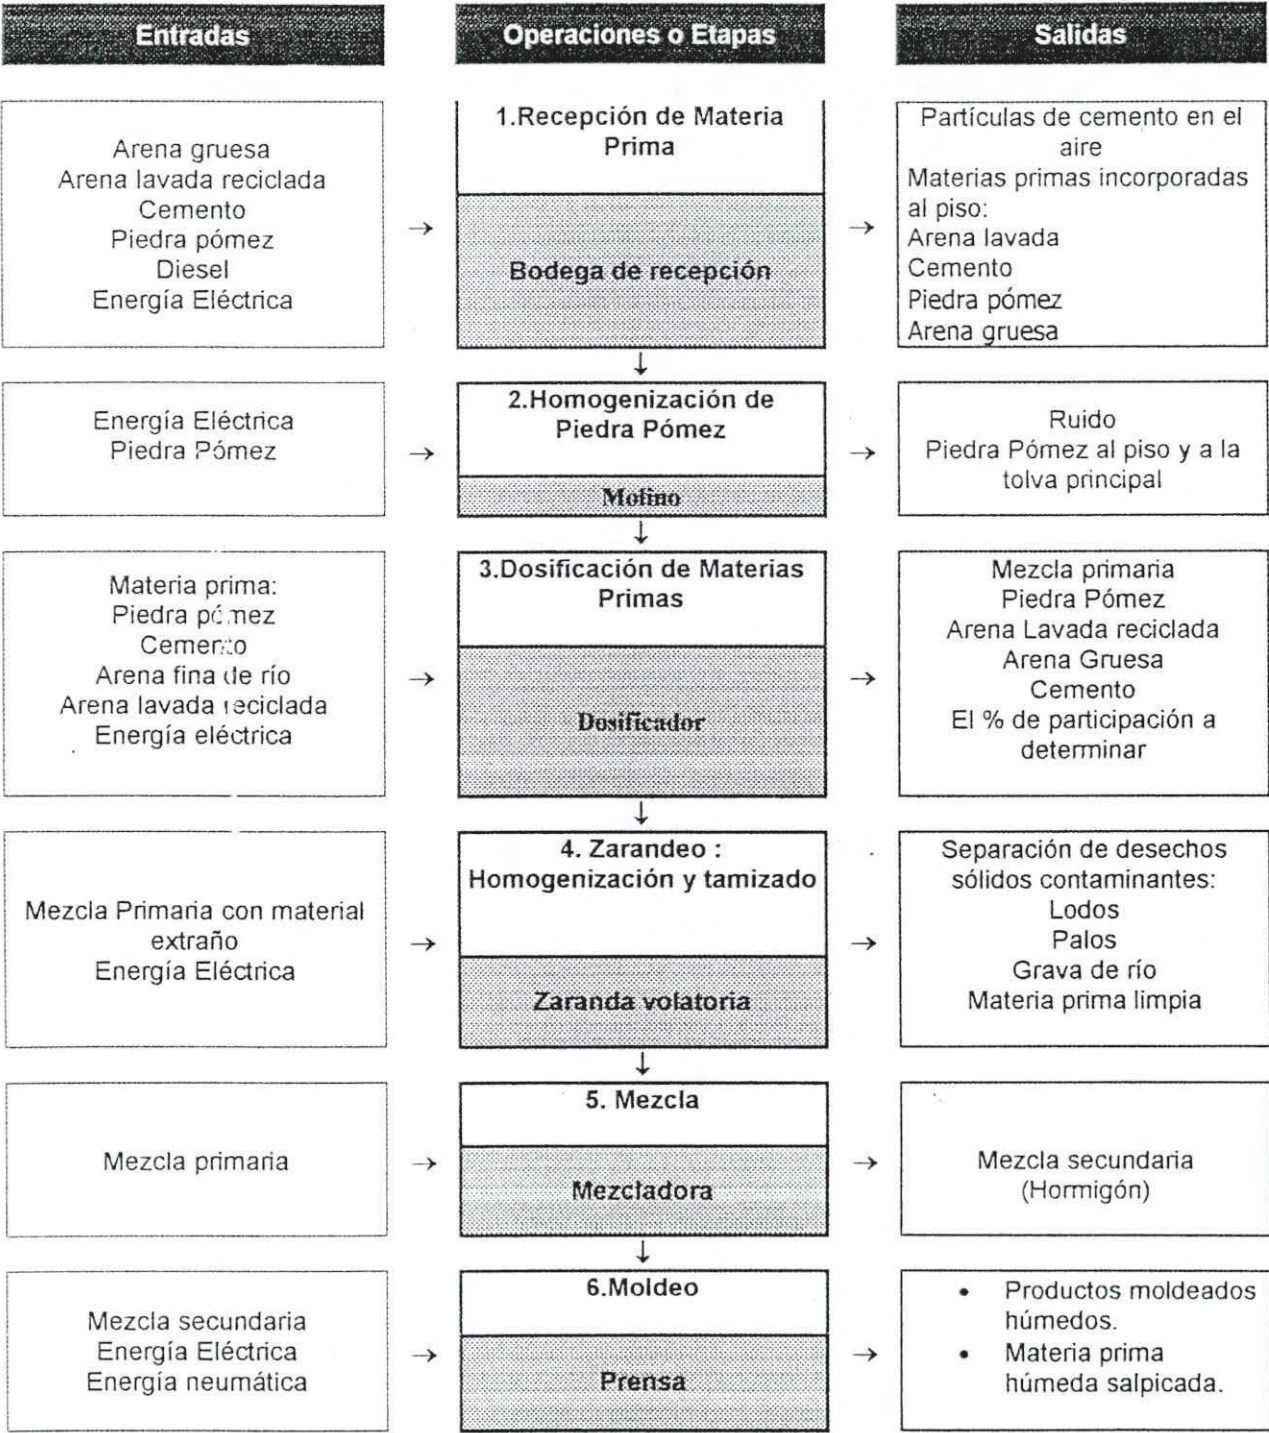 Entradas
Operaciones o Etapas
Salidas
Arena gruesa
Arena lavada reciclada
Cemento
Piedra pómez
Diesel
Energía Eléctrica
→
1.Recepción de Materia
Prima
Bodega de recepción
→
Partículas de cemento en el
aire
Materias primas incorporadas
al piso:
Arena lavada
Cemento
Piedra pómez
Arena gruesa
↓
Energía Eléctrica
Piedra Pómez
→
2.Homogenización de
Piedra Pómez
Molino
→
Ruido
Piedra Pómez al piso y a la
tolva principal
↓
Materia prima:
Piedra pómez
Cemento
Arena fina de río
Arena lavada reciclada
Energía eléctrica
→
3.Dosificación de Materias
Primas
Dosificador
→
Mezcla primaria
Piedra Pómez
Arena Lavada reciclada
Arena Gruesa
Cemento
El % de participación a
determinar
↓
Mezcla Primaria con material
extraño
Energía Eléctrica
→
4. Zarandeo :
Homogenización y tamizado
Zaranda volatoria
→
Separación de desechos
sólidos contaminantes:
Lodos
Palos
Grava de río
Materia prima limpia
↓
Mezcla primaria
→
5. Mezcla
Mezcladora
→
Mezcla secundaria
(Hormigón)
↓
Mezcla secundaria
Energía Eléctrica
Energía neumática
→
6.Moldeo
Prensa
→
• Productos moldeados
húmedos.
• Materia prima
húmeda salpicada.